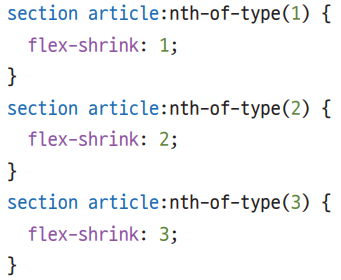 section article:nth-of-type(1) {
  flex-shrink: 1;
}
section article:nth-of-type(2) {
  flex-shrink: 2;
}
section article:nth-of-type(3) {
  flex-shrink: 3;
}